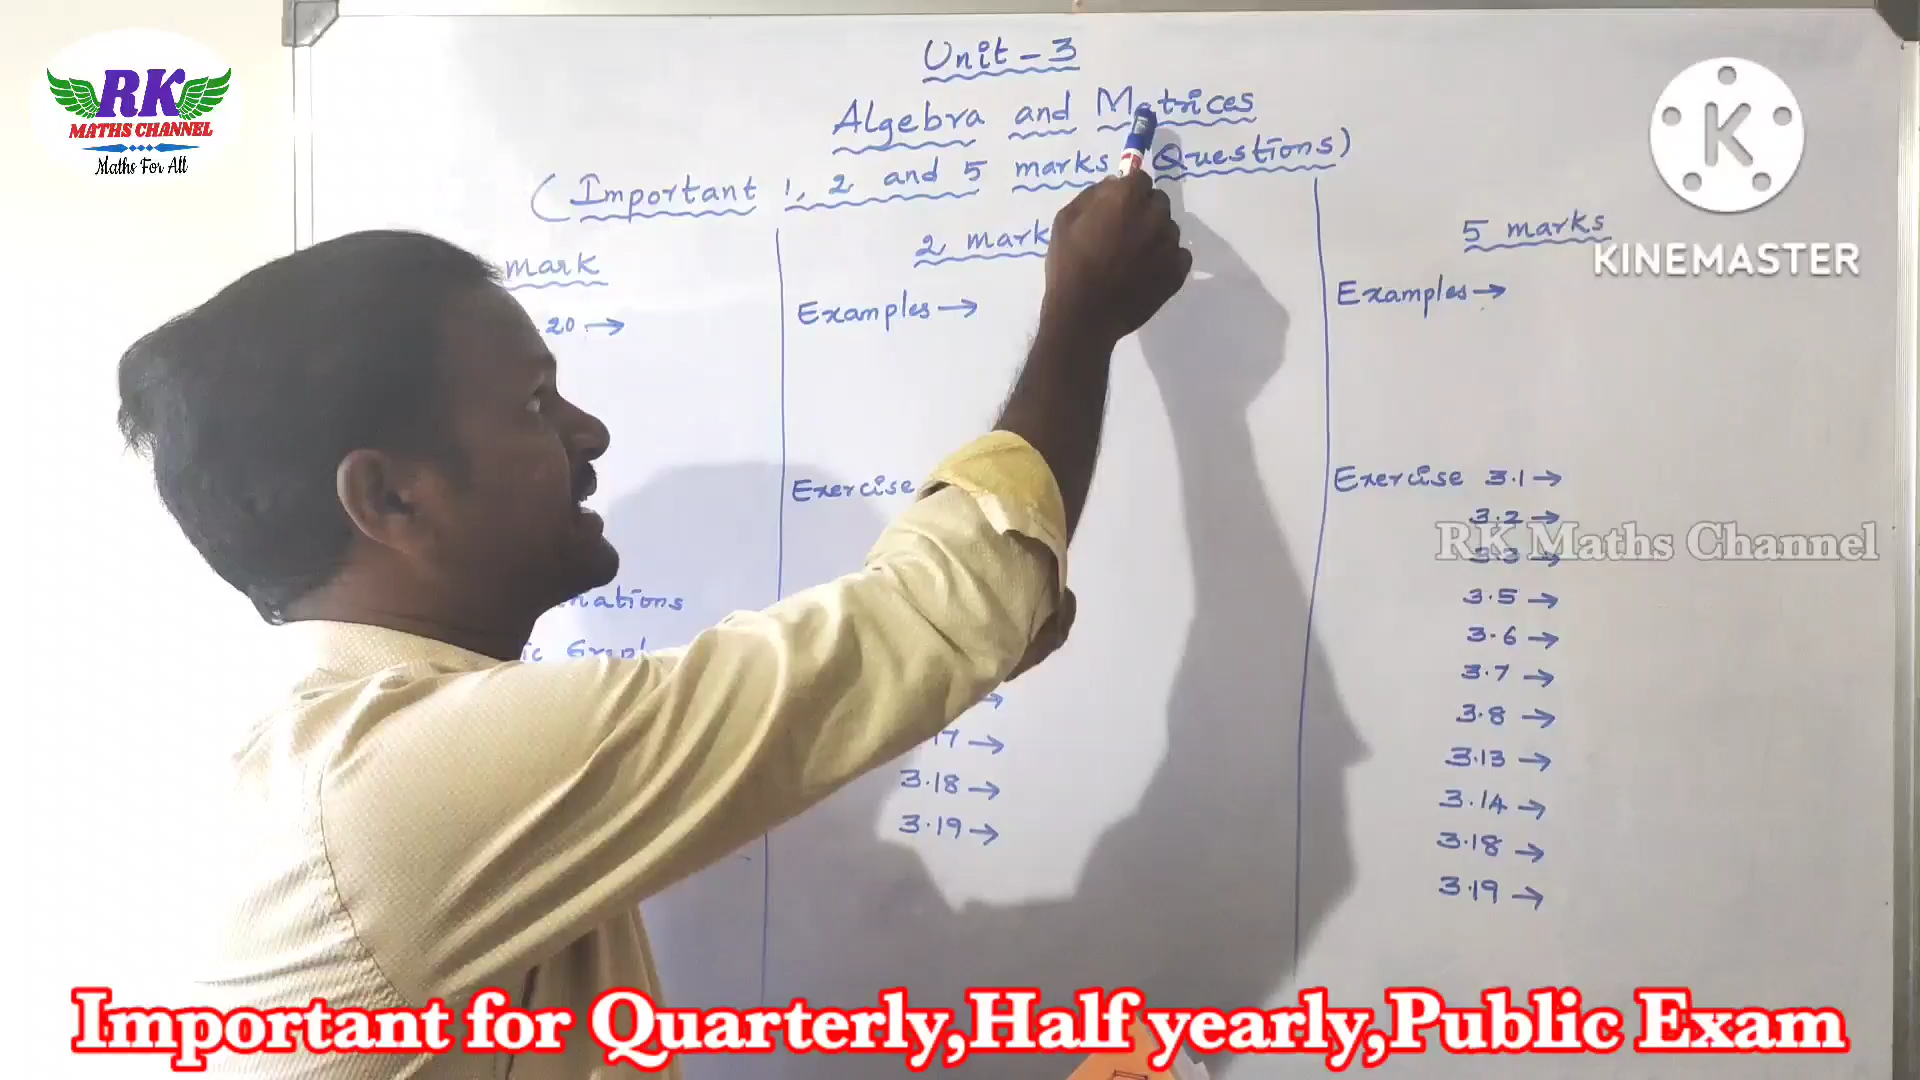 RK
MATHS CHANNEL
Maths For All
Unit - 3
Algebra and Matrices
(Important 1, 2 and 5 marks Questions)
mark
20 →
2 mark
Examples →
Exercise
17 →
3.18 →
3.19 →
5 marks
Examples →
Exercise 3.1 →
3.2 →
3.3 →
3.5 →
3.6 →
3.7 →
3.8 →
3.13 →
3.14 →
3.18 →
3.19 →
K
KINEMASTER
RK Maths Channel
Important for Quarterly,Half yearly,Public Exam